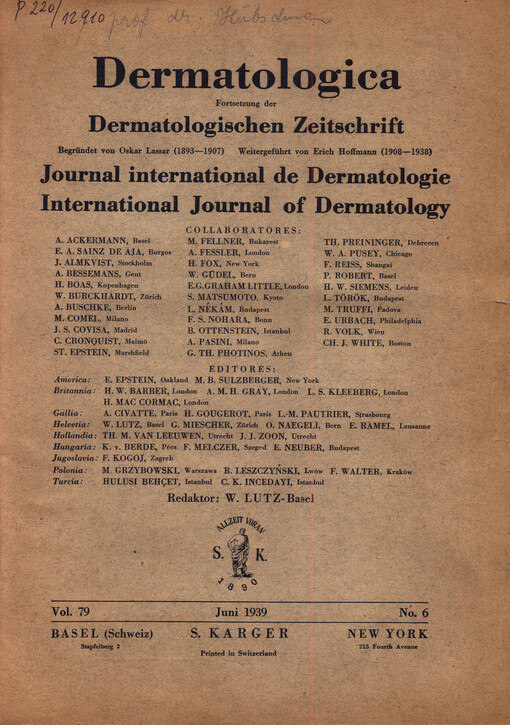 P 220/12910 prof dr. Hübschmann
Dermatologica
Fortsetzung der
Dermatologischen Zeitschrift
Begründet von Oskar Lassar (1893—1907) Weitergeführt von Erich Hoffmann (1908—1938)
Journal international de Dermatologie
International Journal of Dermatology
COLLABORATORES:
A. ACKERMANN, Basel
E. A. SAINZ DE AJA, Burgos
J. ALMKVIST, Stockholm
A. BESSEMANS, Gent
H. BOAS, Kopenhagen
W. BURCKHARDT, Zürich
A. BUSCHKE, Berlin
M. COMEL, Milano
J. S. COVISA, Madrid
C. CRONQUIST, Malmö
ST. EPSTEIN, Marshfield
M. FELLNER, Bukarest
A. FESSLER, London
H. FOX, New York
W. GÜDEL, Bern
E.G.GRAHAM LITTLE, London
S. MATSUMOTO, Kyoto
L. NÉKÁM, Budapest
F. S. NOHARA, Bonn
B. OTTENSTEIN, Istanbul
A. PASINI, Milano
G. TH. PHOTINOS, Athen
TH. PREININGER, Debrecen
W. A. PUSEY, Chicago
F. REISS, Shangai
P. ROBERT, Basel
H. W. SIEMENS, Leiden
L. TÖRÖK, Budapest
M. TRUFFI, Padova
E. URBACH, Philadelphia
R. VOLK, Wien
CH. J. WHITE, Boston
EDITORES:
America: E. EPSTEIN, Oakland M. B. SULZBERGER, New York
Britannia: H. W. BARBER, London A. M. H. GRAY, London L. S. KLEEBERG, London
H. MAC CORMAC, London
Gallia: A. CIVATTE, Paris H. GOUGEROT, Paris L.-M. PAUTRIER, Strasbourg
Helvetia: W. LUTZ, Basel G. MIESCHER, Zürich O. NAEGELI, Bern E. RAMEL, Lausanne
Hollandia: TH. M. VAN LEEUWEN, Utrecht J. J. ZOON, Utrecht
Hungaria: K. v. BERDE, Pécs F. MELCZER, Szeged E. NEUBER, Budapest
Jugoslavia: F. KOGOJ, Zagreb
Polonia: M. GRZYBOWSKI, Warszawa R. LESZCZYŃSKI, Lwów F. WALTER, Kraków
Turcia: HULUSI BEHÇET, Istanbul C. K. INCEDAYI, Istanbul
Redaktor: W. LUTZ-Basel
ALLZEIT VORAN
S. K.
1890
Vol. 79 Juni 1939 No. 6
BASEL (Schweiz) S. KARGER NEW YORK
Stapfelberg 2 215 Fourth Avenue
Printed in Switzerland